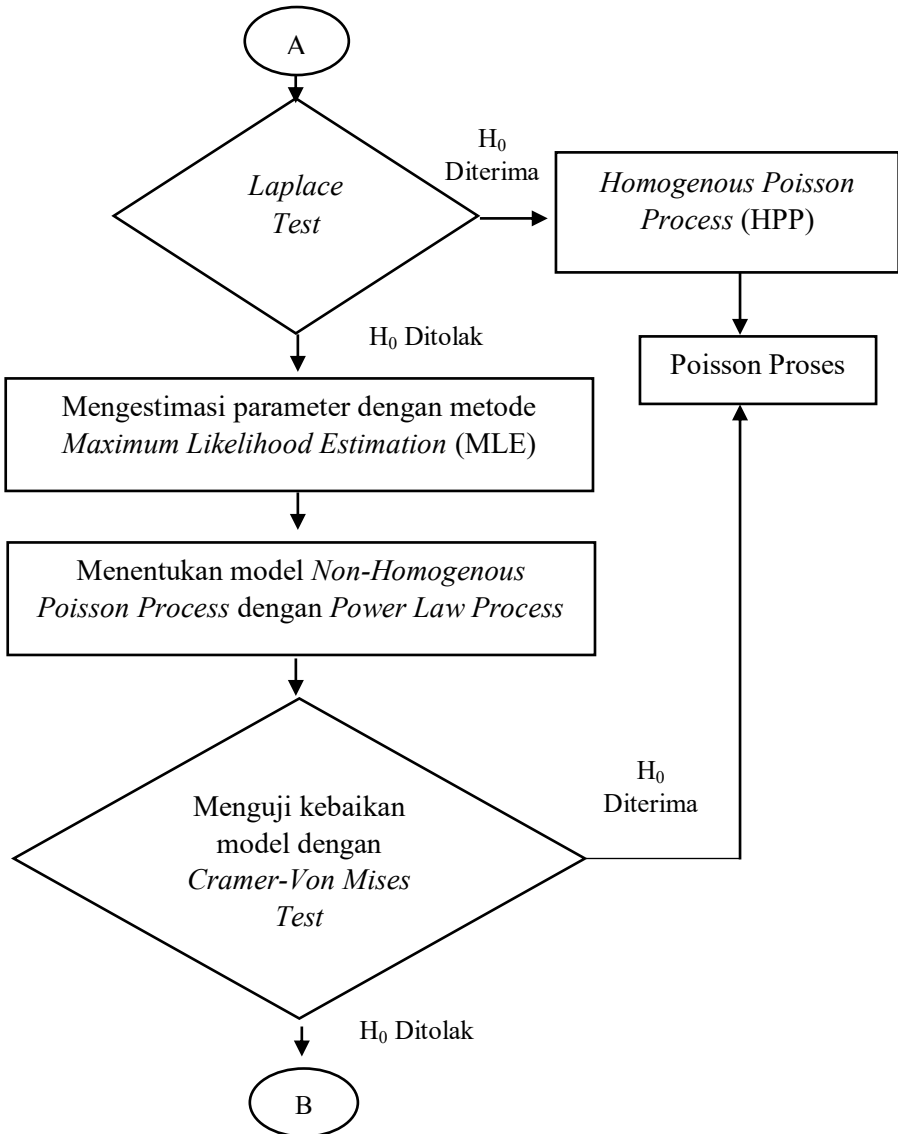 A
Laplace
Test
H₀
Diterima
Homogenous Poisson
Process (HPP)
H₀ Ditolak
Poisson Proses
Mengestimasi parameter dengan metode
Maximum Likelihood Estimation (MLE)
Menentukan model Non-Homogenous
Poisson Process dengan Power Law Process
H₀
Diterima
Menguji kebaikan
model dengan
Cramer-Von Mises
Test
H₀ Ditolak
B